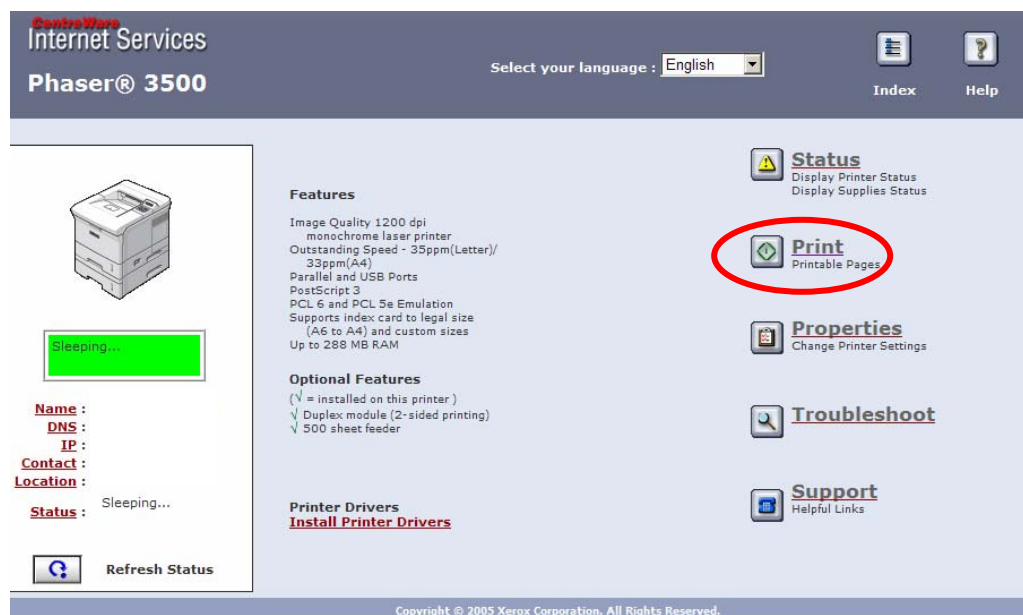 CentreWare
Internet Services
Phaser® 3500
Select your language : English
Index
Help
Sleeping...
Name :
DNS :
IP :
Contact :
Location :
Status : Sleeping...
Refresh Status
Features
Image Quality 1200 dpi
monochrome laser printer
Outstanding Speed - 35ppm(Letter)/
33ppm(A4)
Parallel and USB Ports
PostScript 3
PCL 6 and PCL 5e Emulation
Supports index card to legal size
(A6 to A4) and custom sizes
Up to 288 MB RAM
Optional Features
(√ = installed on this printer )
√ Duplex module (2-sided printing)
√ 500 sheet feeder
Printer Drivers
Install Printer Drivers
Status
Display Printer Status
Display Supplies Status
Print
Printable Pages
Properties
Change Printer Settings
Troubleshoot
Support
Helpful Links
Copyright © 2005 Xerox Corporation. All Rights Reserved.